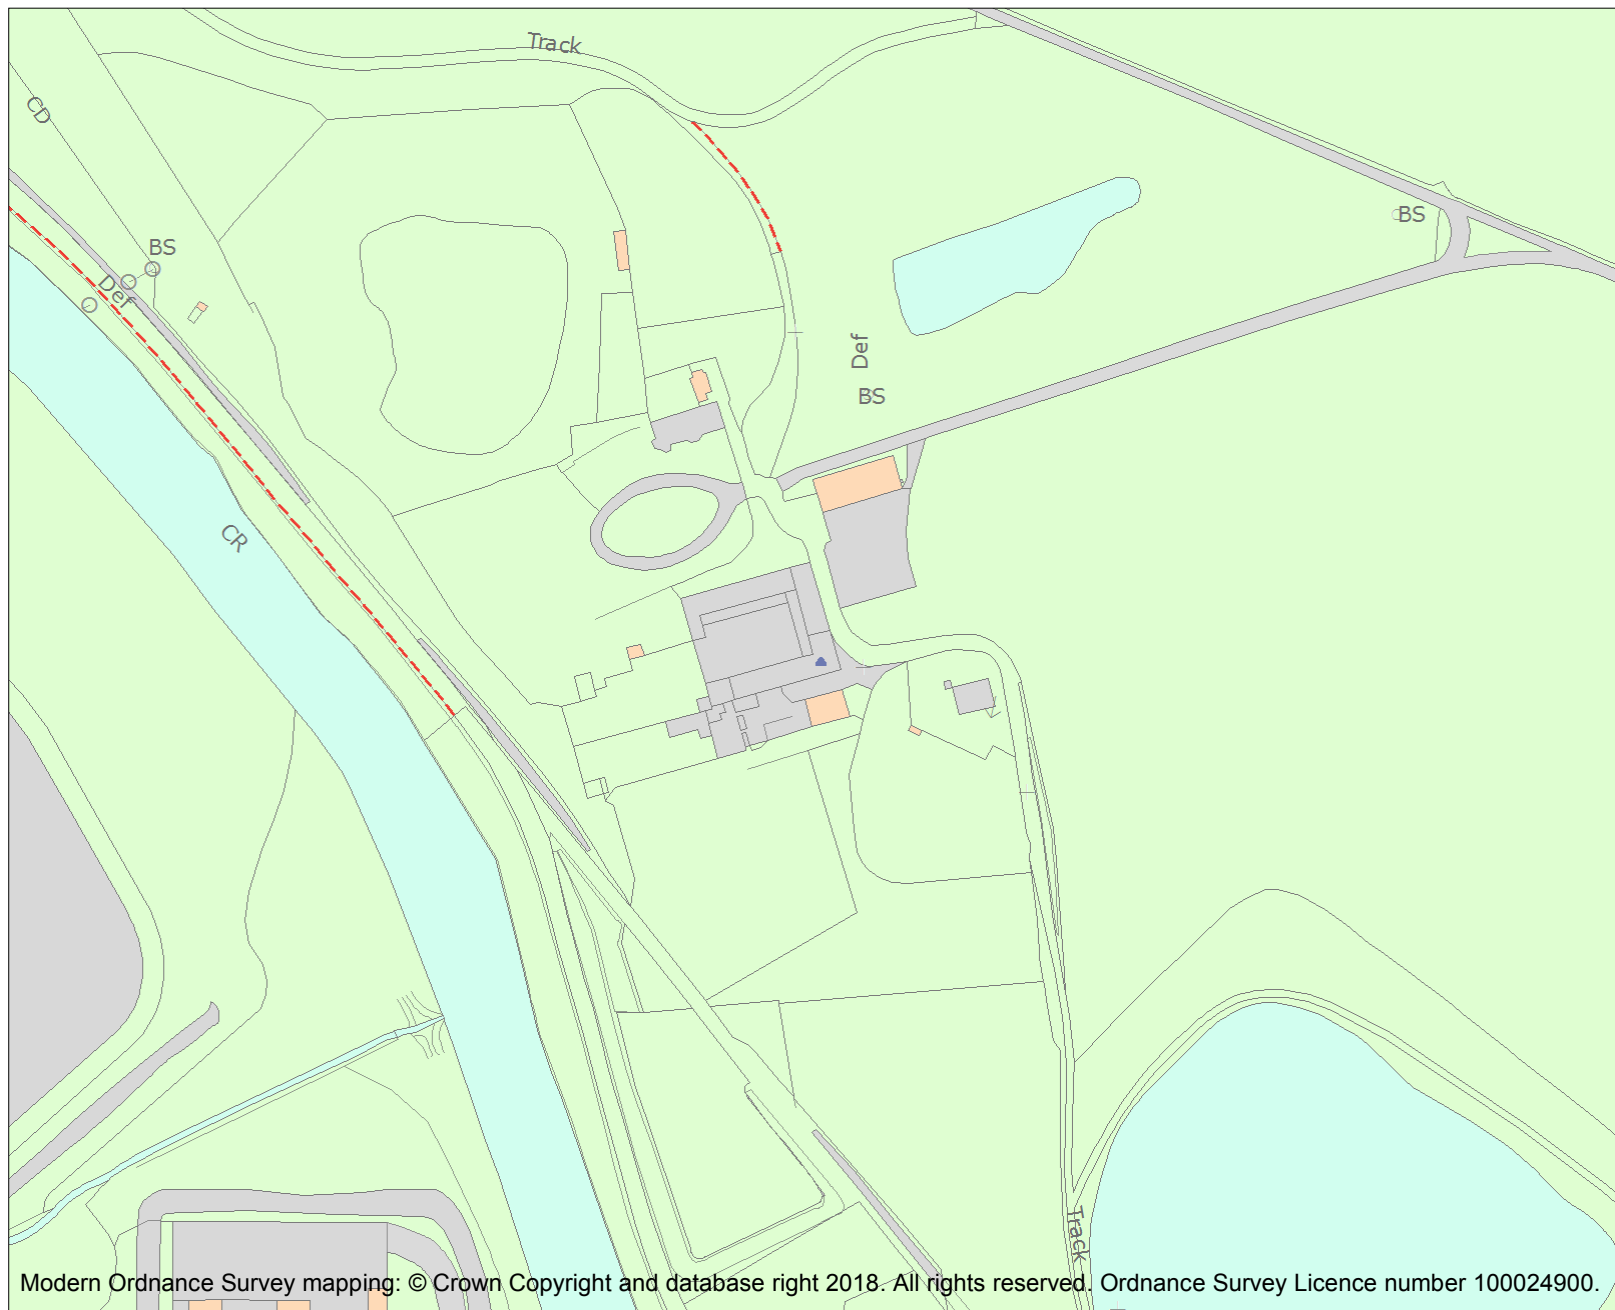 Track
CD
BS
BS
Def
Def
BS
CR
Track
Modern Ordnance Survey mapping: © Crown Copyright and database right 2018. All rights reserved. Ordnance Survey Licence number 100024900.